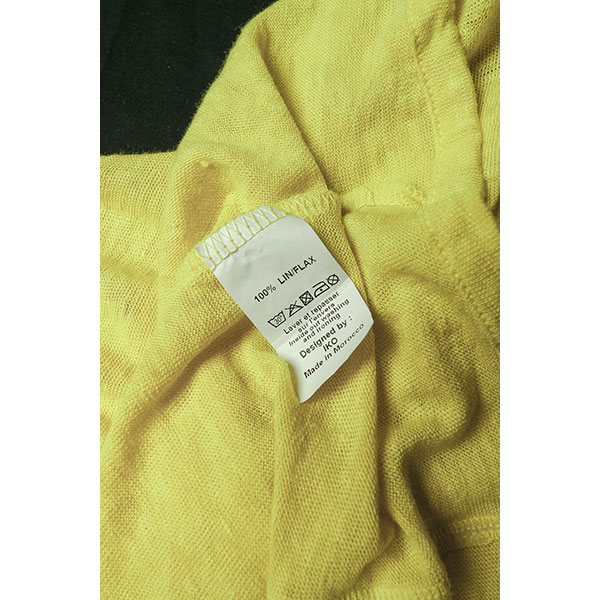 100% LIN/FLAX
30
Laver et repasser
sur l'envers
Inside out washing
and ironing
Designed by :
IKO
Made in Morocco